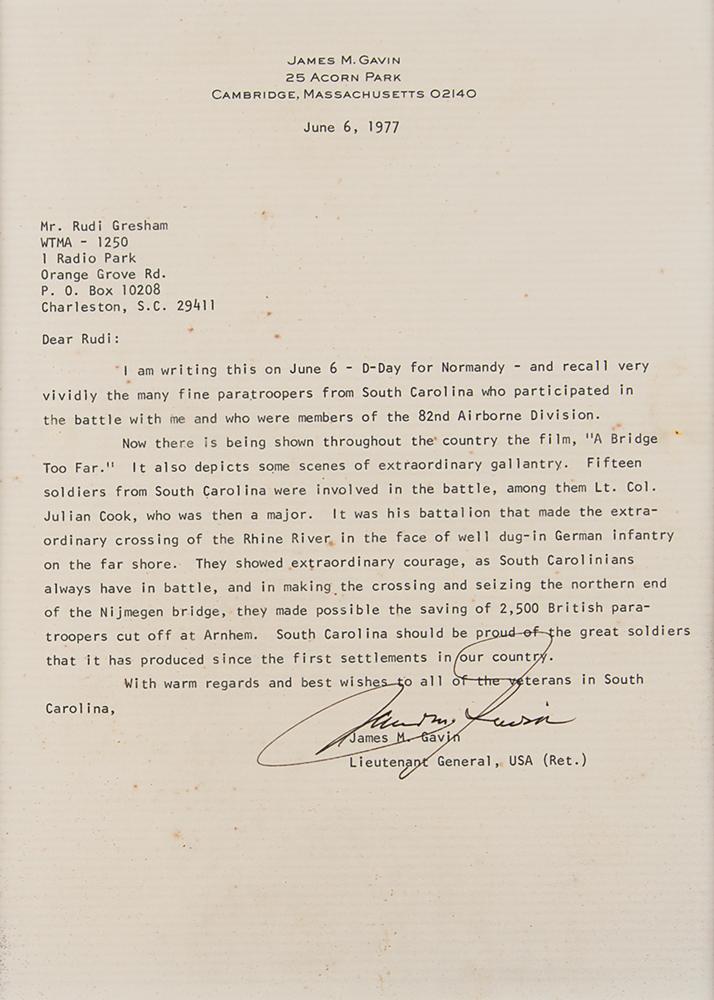 JAMES M. GAVIN
25 ACORN PARK
CAMBRIDGE, MASSACHUSETTS 02140
June 6, 1977
Mr. Rudi Gresham
WTMA - 1250
1 Radio Park
Orange Grove Rd.
P. O. Box 10208
Charleston, S.C. 29411
Dear Rudi:
I am writing this on June 6 - D-Day for Normandy - and recall very
vividly the many fine paratroopers from South Carolina who participated in
the battle with me and who were members of the 82nd Airborne Division.
Now there is being shown throughout the country the film, "A Bridge
Too Far." It also depicts some scenes of extraordinary gallantry. Fifteen
soldiers from South Carolina were involved in the battle, among them Lt. Col.
Julian Cook, who was then a major. It was his battalion that made the extra-
ordinary crossing of the Rhine River in the face of well dug-in German infantry
on the far shore. They showed extraordinary courage, as South Carolinians
always have in battle, and in making the crossing and seizing the northern end
of the Nijmegen bridge, they made possible the saving of 2,500 British para-
troopers cut off at Arnhem. South Carolina should be proud of the great soldiers
that it has produced since the first settlements in our country.
With warm regards and best wishes to all of the veterans in South
Carolina,
James M. Gavin
James M. Gavin
Lieutenant General, USA (Ret.)